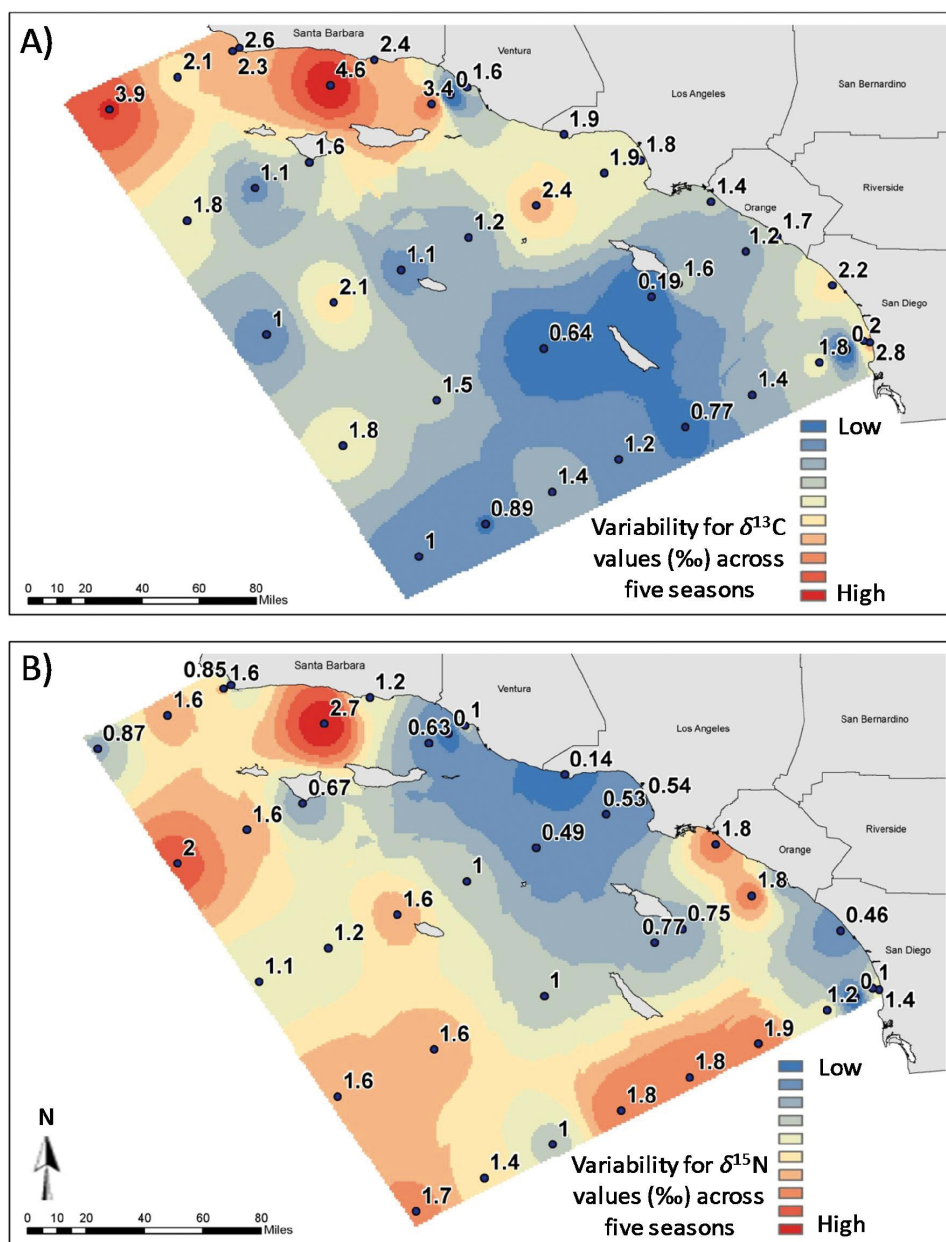 A)
Santa Barbara
Ventura
Los Angeles
San Bernardino
Riverside
Orange
San Diego
2.6
2.3
2.1
3.9
4.6
2.4
3.4
0
1.6
1.9
1.8
1.9
1.6
1.1
1.8
2.4
1.4
1.7
1.2
1.2
1.1
2.1
1
0.19
1.6
0.64
2.2
0
2
1.8
2.8
1.5
1.4
1.8
0.77
1.2
1.4
0.89
1
Low
High
Variability for δ13C
values (‰) across
five seasons
0 10 20 40 60 80
Miles
B)
Santa Barbara
Ventura
Los Angeles
San Bernardino
Riverside
Orange
San Diego
0.85
1.6
1.6
0.87
2.7
1.2
0.63
0
1
0.14
0.54
0.53
0.67
1.6
2
0.49
1.8
1.8
1
1.6
1.2
1.1
0.75
0.77
0.46
1
0
1
1.2
1.4
1.6
1.6
1.9
1.8
1.8
1
1.4
1.7
Low
High
Variability for δ15N
values (‰) across
five seasons
N
0 10 20 40 60 80
Miles